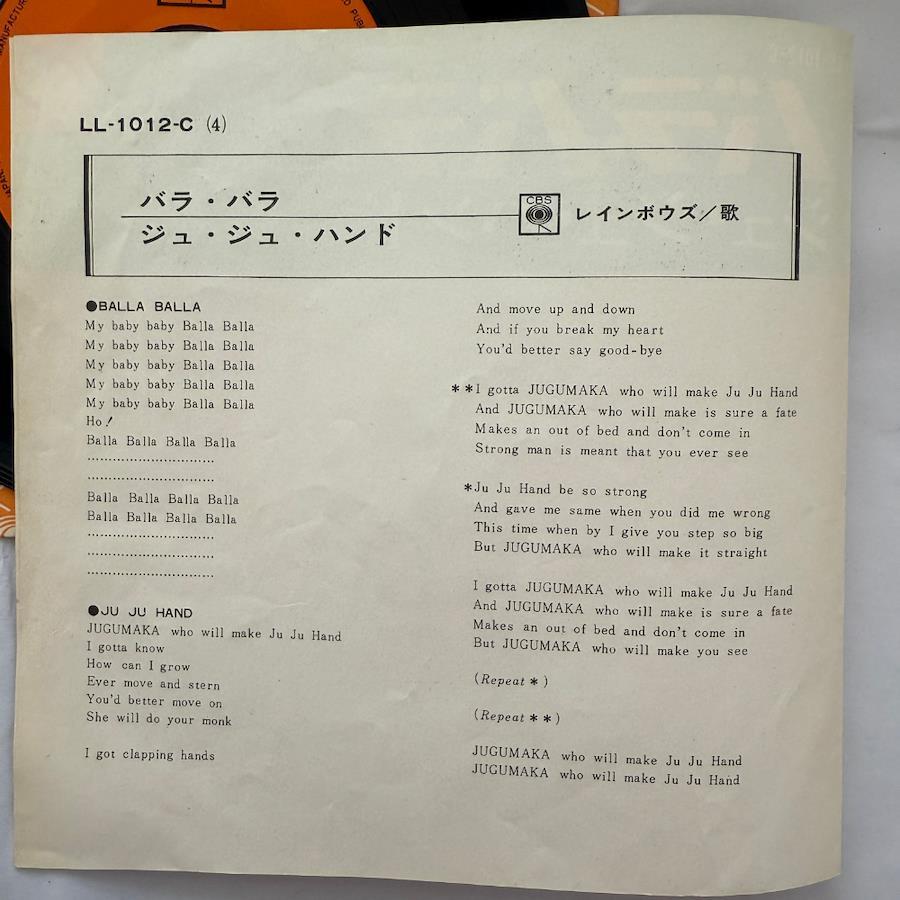 LL-1012-C (4)
バラ・バラ
ジュ・ジュ・ハンド
CBS
レインボウズ／歌
●BALLA BALLA
My baby baby Balla Balla
My baby baby Balla Balla
My baby baby Balla Balla
My baby baby Balla Balla
My baby baby Balla Balla
Ho!
Balla Balla Balla Balla
................................
................................
Balla Balla Balla Balla
Balla Balla Balla Balla
................................
................................
................................
●JU JU HAND
JUGUMAKA who will make Ju Ju Hand
I gotta know
How can I grow
Ever move and stern
You'd better move on
She will do your monk
I got clapping hands
And move up and down
And if you break my heart
You'd better say good-bye
**I gotta JUGUMAKA who will make Ju Ju Hand
And JUGUMAKA who will make is sure a fate
Makes an out of bed and don't come in
Strong man is meant that you ever see
*Ju Ju Hand be so strong
And gave me same when you did me wrong
This time when by I give you step so big
But JUGUMAKA who will make it straight
I gotta JUGUMAKA who will make Ju Ju Hand
And JUGUMAKA who will make is sure a fate
Makes an out of bed and don't come in
But JUGUMAKA who will make you see
(Repeat *)
(Repeat **)
JUGUMAKA who will make Ju Ju Hand
JUGUMAKA who will make Ju Ju Hand